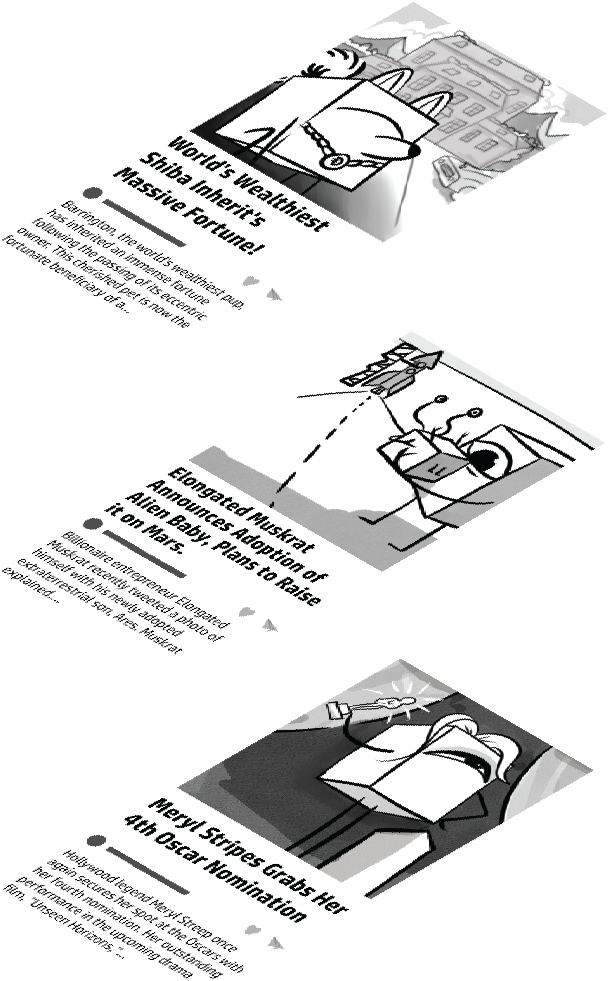 World's Wealthiest
Shiba Inherit's
Massive Fortune!
Barrington, the world's wealthiest pup,
has inherited an immense fortune
following the passing of its eccentric
owner. This cherished pet is now the
fortunate beneficiary of a...
Elongated Muskrat
Announces Adoption of
Alien Baby, Plans to Raise
it on Mars.
Billionaire entrepreneur Elongated
Muskrat recently tweeted a photo of
himself with his newly adopted
extraterrestrial son, Ares. Muskrat
explained...
Meryl Stripes Grabs Her
4th Oscar Nomination
Hollywood legend Meryl Streep once
again secures her spot at the Oscars with
her fourth nomination. Her outstanding
performance in the upcoming drama
film, "Unseen Horizons,"...